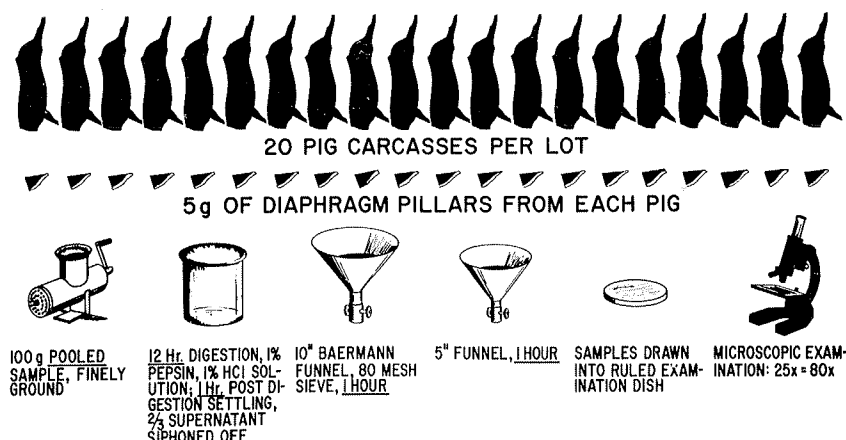 20 PIG CARCASSES PER LOT
5g OF DIAPHRAGM PILLARS FROM EACH PIG
100 g POOLED
SAMPLE, FINELY
GROUND
12 Hr. DIGESTION, 1%
PEPSIN, 1% HCl SOL-
UTION; 1 Hr. POST DI-
GESTION SETTLING,
2/3 SUPERNATANT
SIPHONED OFF
10" BAERMANN
FUNNEL, 80 MESH
SIEVE, 1 HOUR
5" FUNNEL, 1 HOUR
SAMPLES DRAWN
INTO RULED EXAM-
INATION DISH
MICROSCOPIC EXAM-
INATION: 25x = 80x